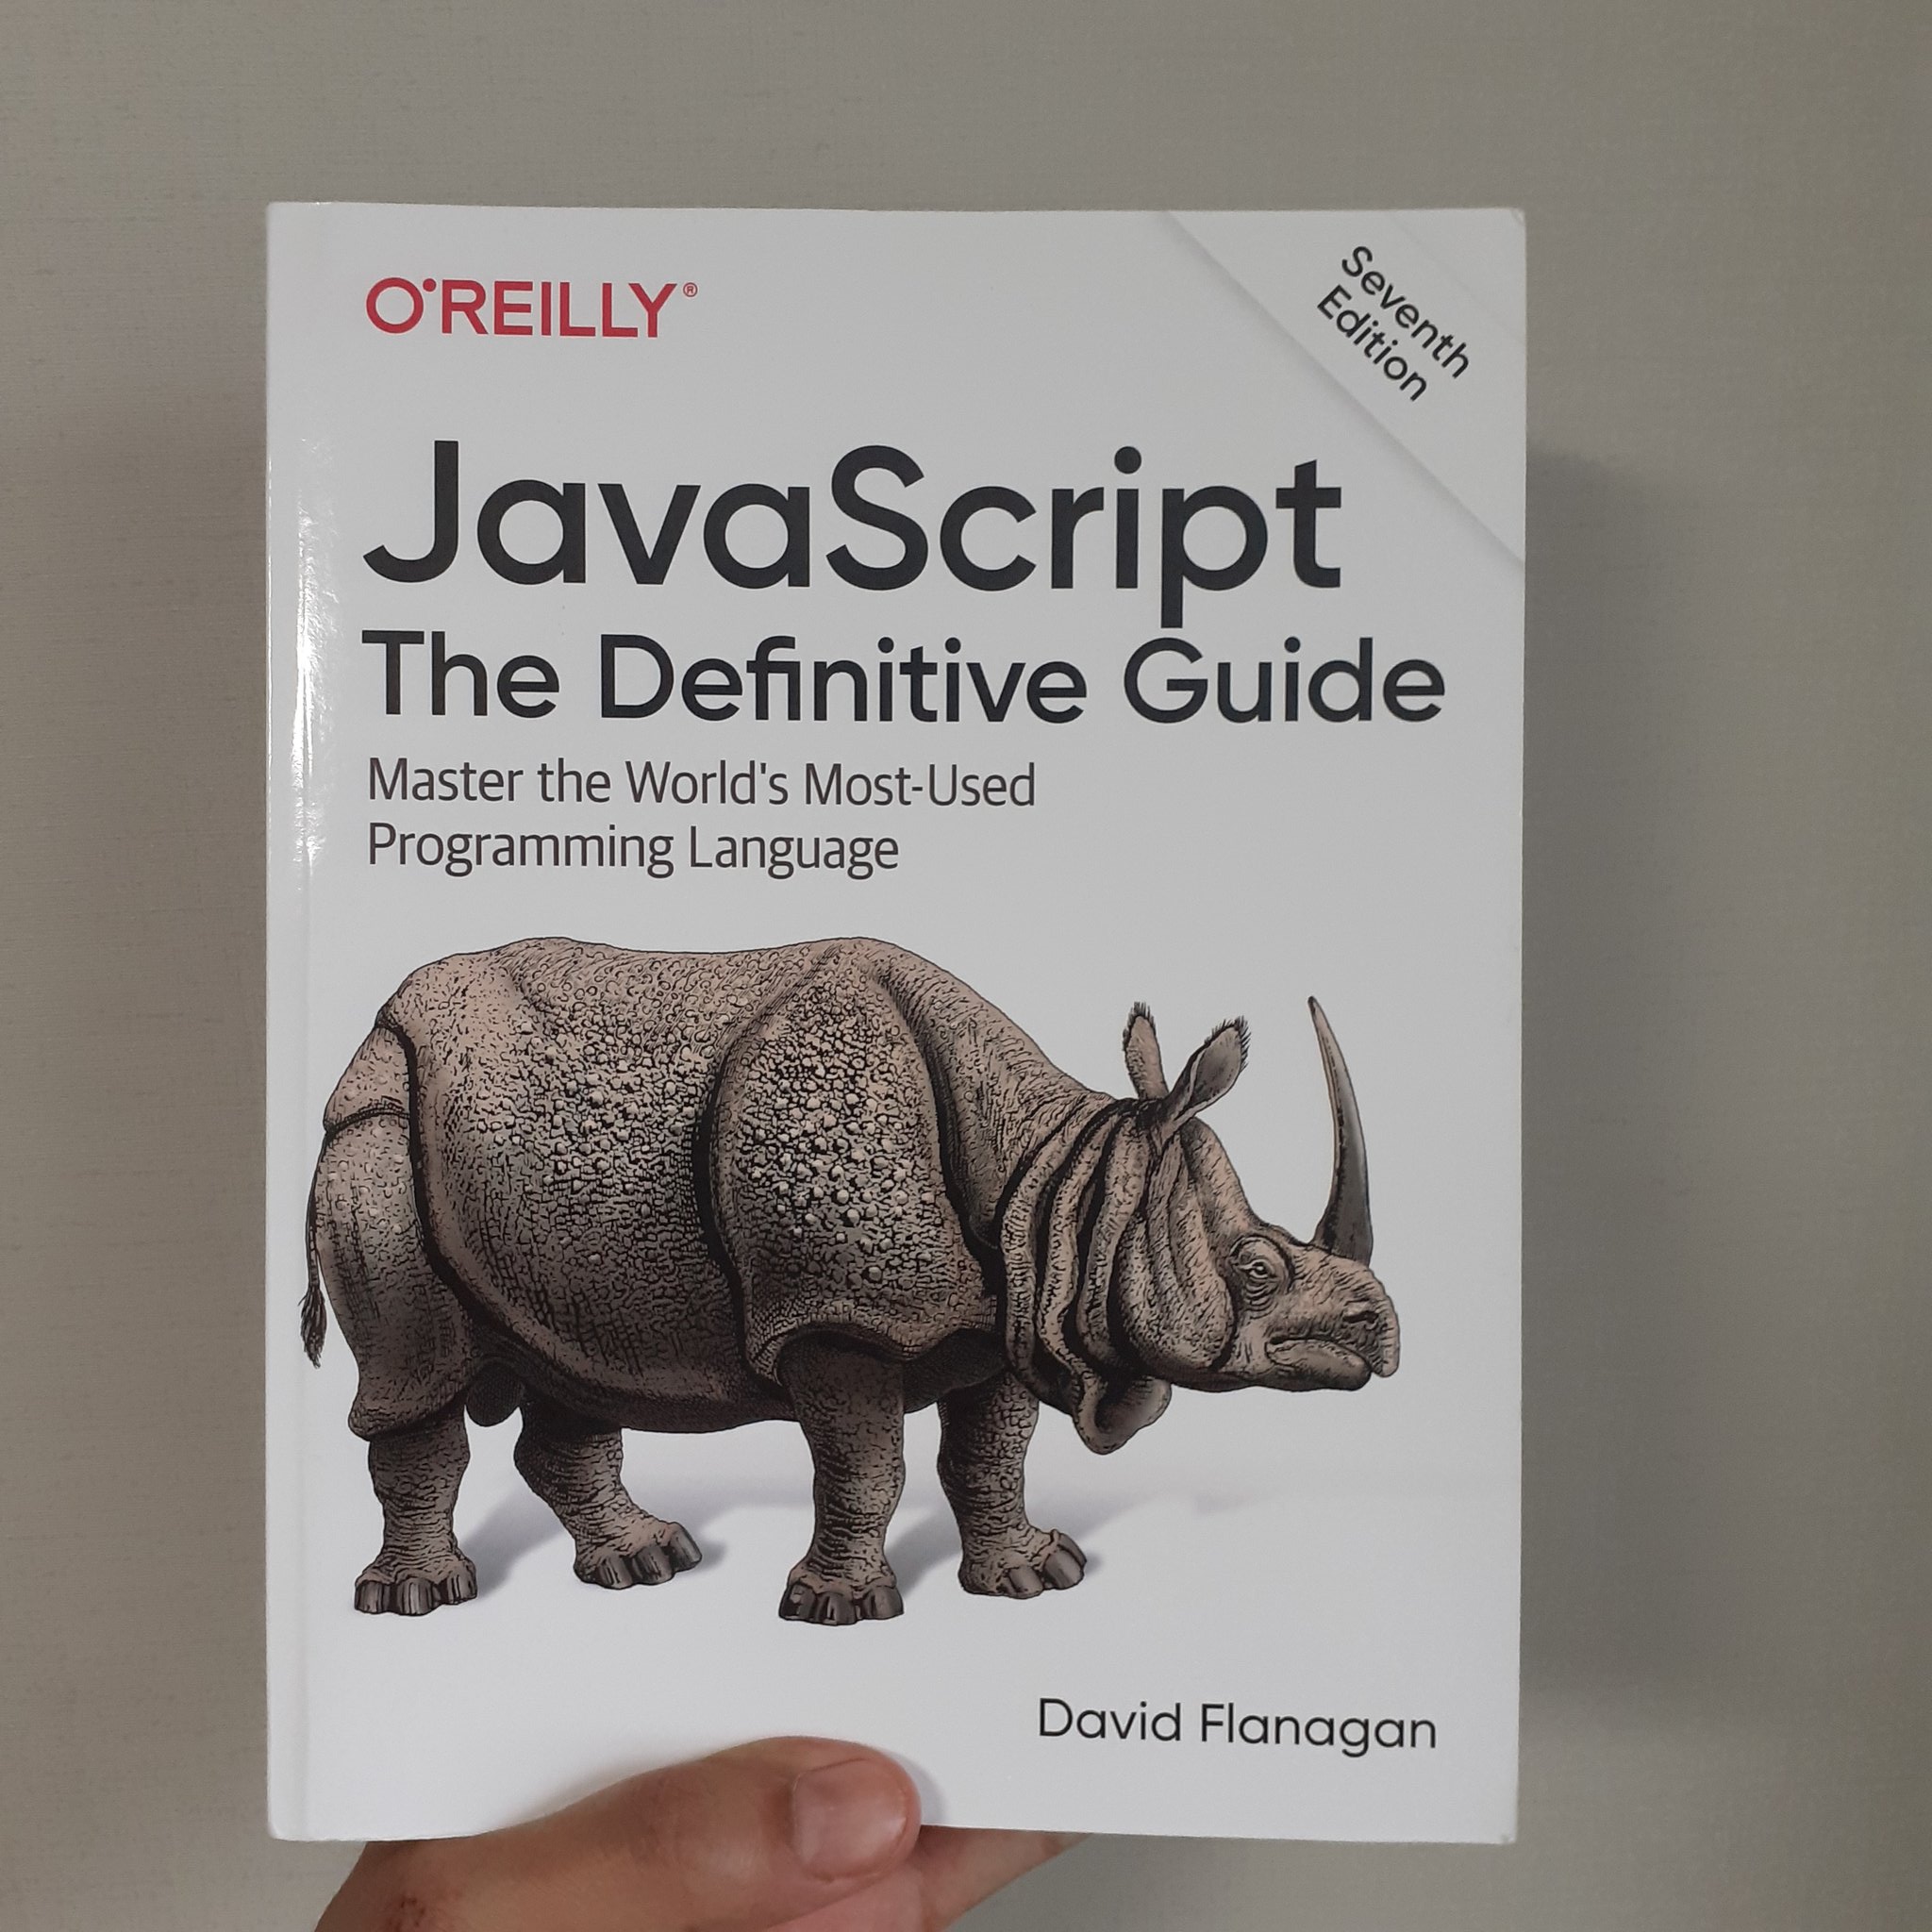 O'REILLY®
Seventh
Edition
JavaScript
The Definitive Guide
Master the World's Most-Used
Programming Language
David Flanagan